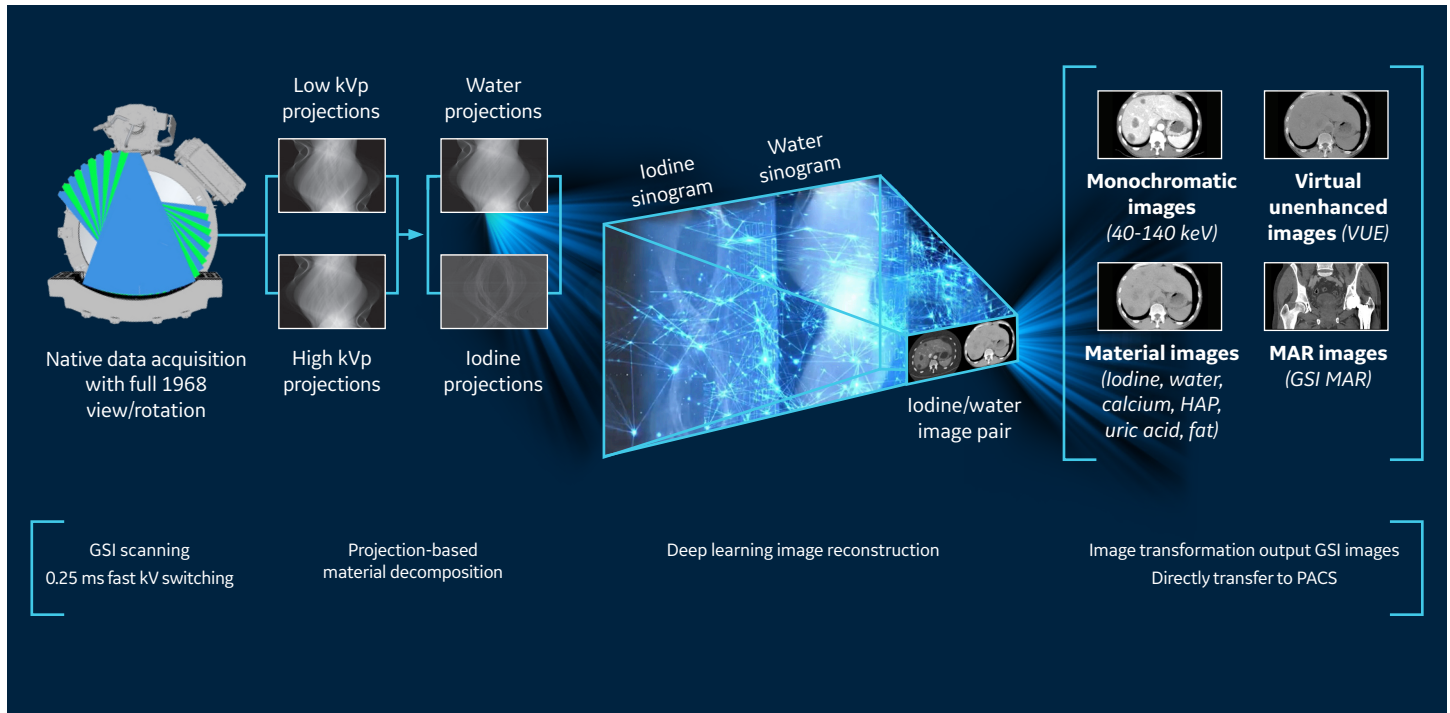 Low kVp
projections
Water
projections
Iodine
sinogram
Water
sinogram
Monochromatic
images
(40-140 keV)
Virtual
unenhanced
images (VUE)
Native data acquisition
with full 1968
view/rotation
High kVp
projections
Iodine
projections
Iodine/water
image pair
Material images
(Iodine, water,
calcium, HAP,
uric acid, fat)
MAR images
(GSI MAR)
GSI scanning
0.25 ms fast kV switching
Projection-based
material decomposition
Deep learning image reconstruction
Image transformation output GSI images
Directly transfer to PACS